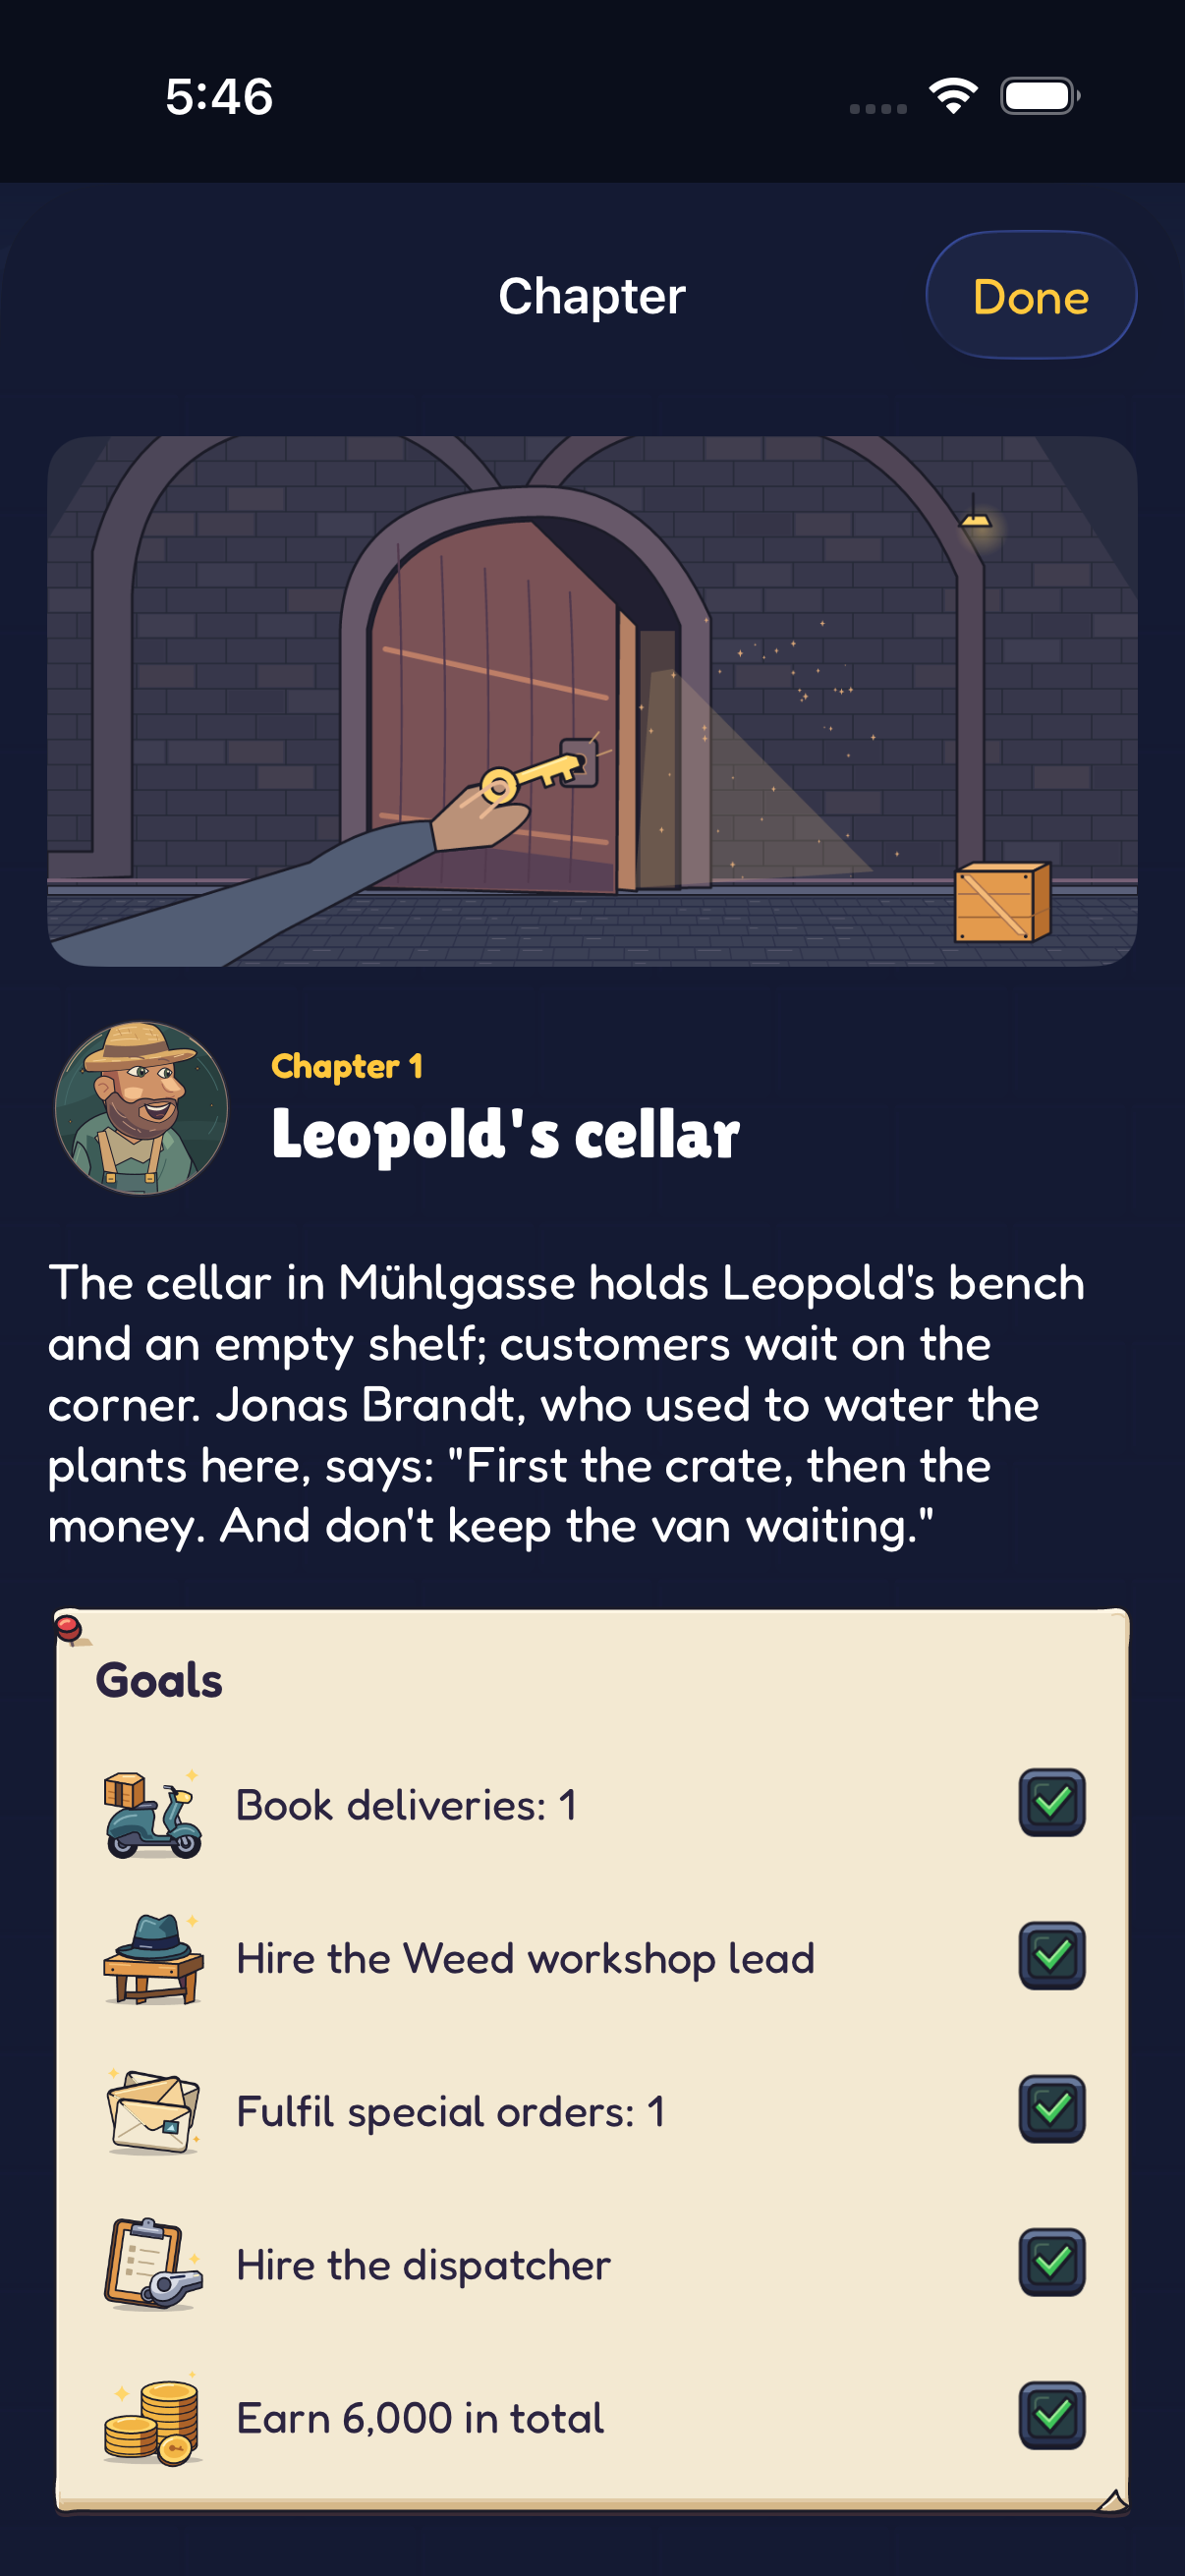 5:46
Chapter
Done
Chapter 1
Leopold's cellar
The cellar in Mühlgasse holds Leopold's bench
and an empty shelf; customers wait on the
corner. Jonas Brandt, who used to water the
plants here, says: "First the crate, then the
money. And don't keep the van waiting."
Goals
Book deliveries: 1
Hire the Weed workshop lead
Fulfil special orders: 1
Hire the dispatcher
Earn 6,000 in total